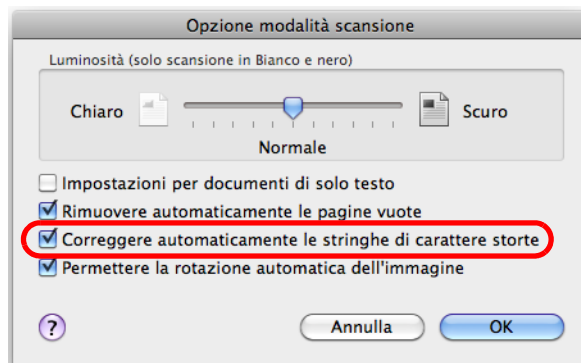 Opzione modalità scansione
Luminosità (solo scansione in Bianco e nero)
Chiaro Scuro
Normale
Impostazioni per documenti di solo testo
Rimuovere automaticamente le pagine vuote
Correggere automaticamente le stringhe di carattere storte
Permettere la rotazione automatica dell'immagine
? Annulla OK